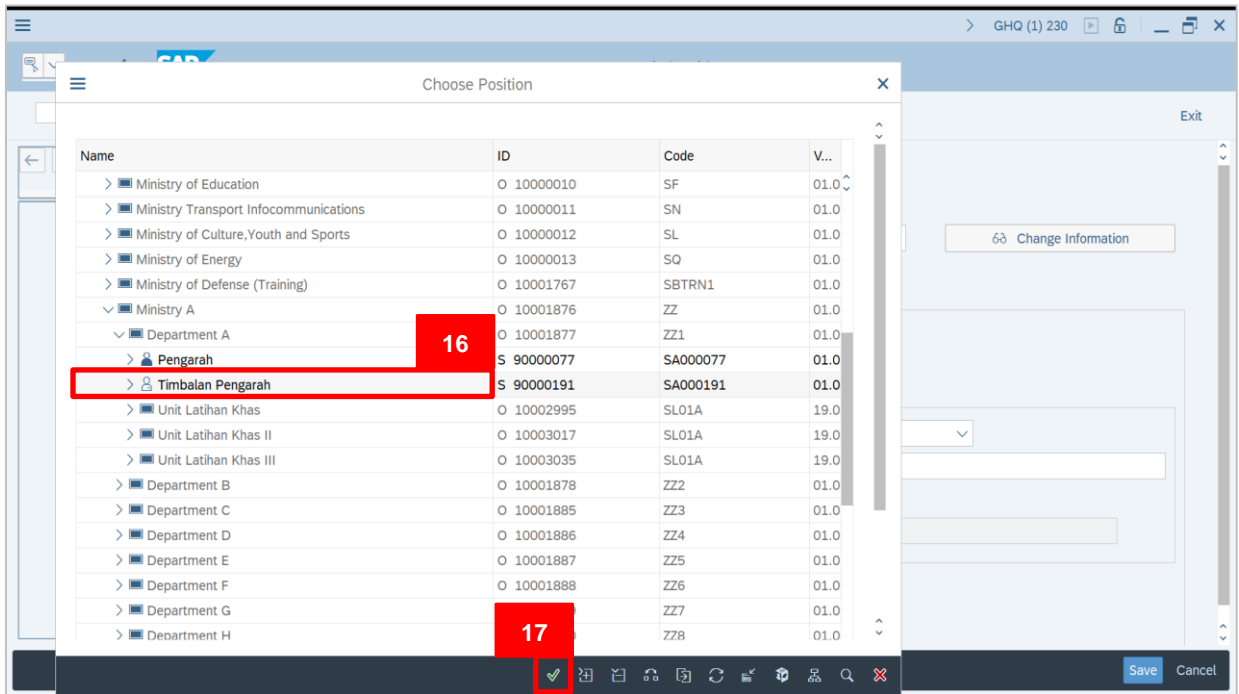 GHQ (1) 230
SAP
Choose Position
Exit
Name ID Code V...
Ministry of Education O 10000010 SF 01.0
Ministry Transport Infocommunications O 10000011 SN 01.0
Ministry of Culture,Youth and Sports O 10000012 SL 01.0
Change Information
Ministry of Energy O 10000013 SQ 01.0
Ministry of Defense (Training) O 10001767 SBTRN1 01.0
Ministry A O 10001876 ZZ 01.0
Department A O 10001877 ZZ1 01.0
16
Pengarah S 90000077 SA000077 01.0
Timbalan Pengarah S 90000191 SA000191 01.0
Unit Latihan Khas O 10002995 SL01A 19.0
Unit Latihan Khas II O 10003017 SL01A 19.0
Unit Latihan Khas III O 10003035 SL01A 19.0
Department B O 10001878 ZZ2 01.0
Department C O 10001885 ZZ3 01.0
Department D O 10001886 ZZ4 01.0
Department E O 10001887 ZZ5 01.0
Department F O 10001888 ZZ6 01.0
Department G ZZ7 01.0
Department H ZZ8 01.0
17
Save Cancel